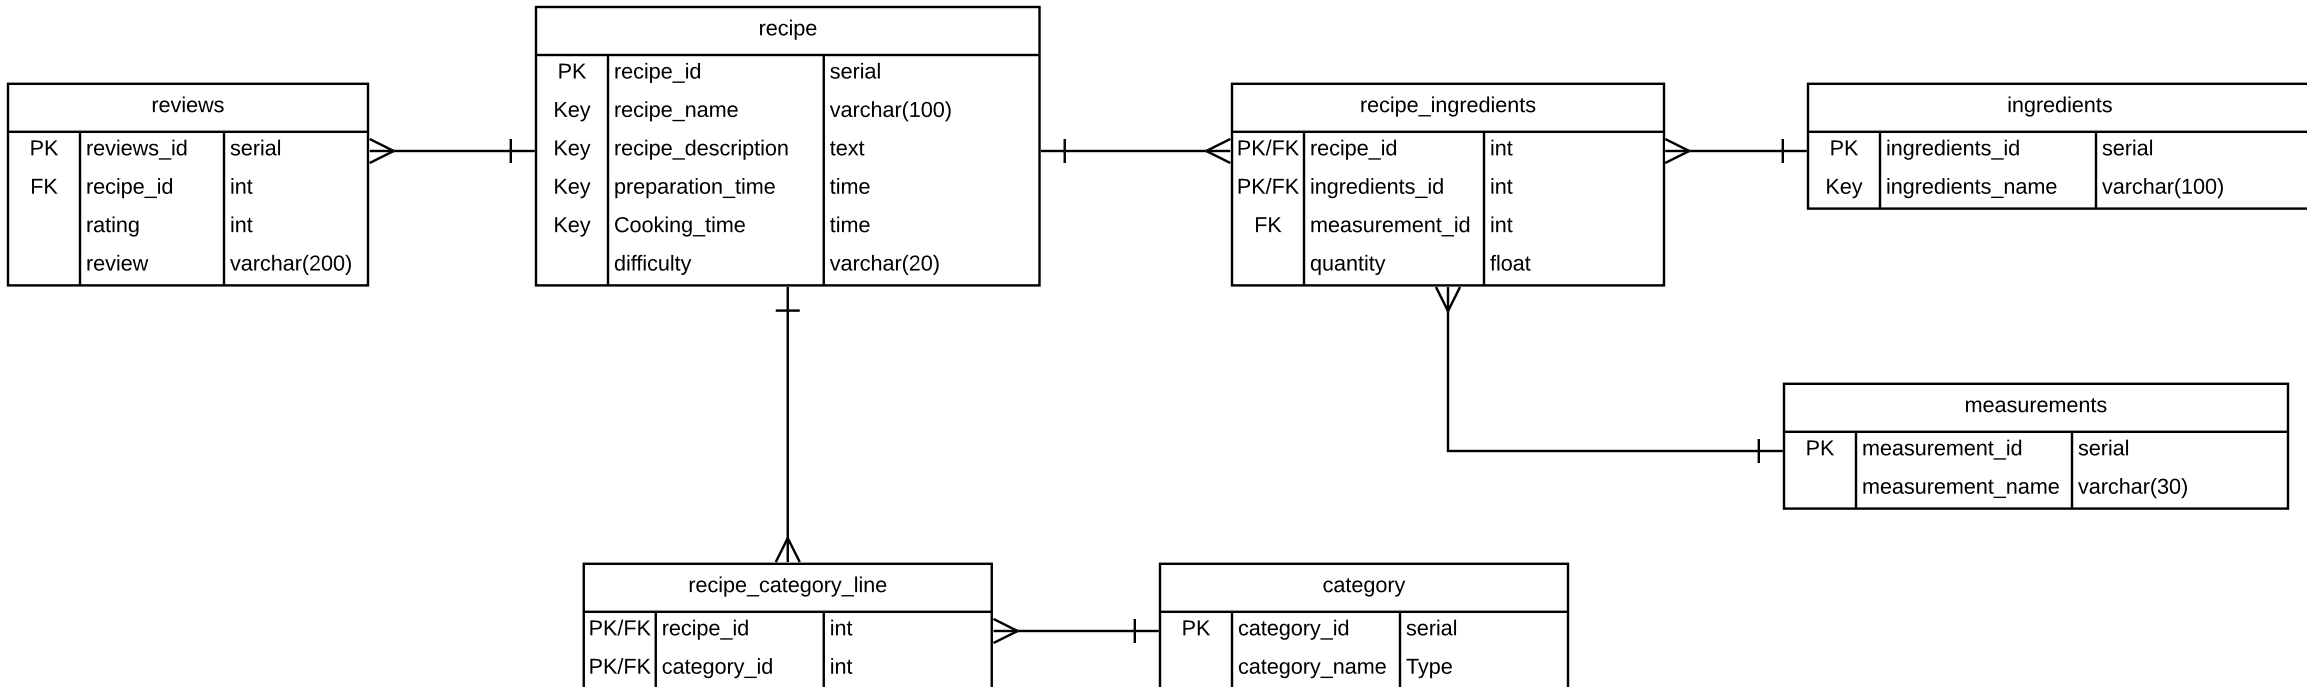 recipe
PK recipe_id serial
Key recipe_name varchar(100)
Key recipe_description text
Key preparation_time time
Key Cooking_time time
difficulty varchar(20)
reviews
PK reviews_id serial
FK recipe_id int
rating int
review varchar(200)
recipe_ingredients
PK/FK recipe_id int
PK/FK ingredients_id int
FK measurement_id int
quantity float
ingredients
PK ingredients_id serial
Key ingredients_name varchar(100)
measurements
PK measurement_id serial
measurement_name varchar(30)
recipe_category_line
PK/FK recipe_id int
PK/FK category_id int
category
PK category_id serial
category_name Type